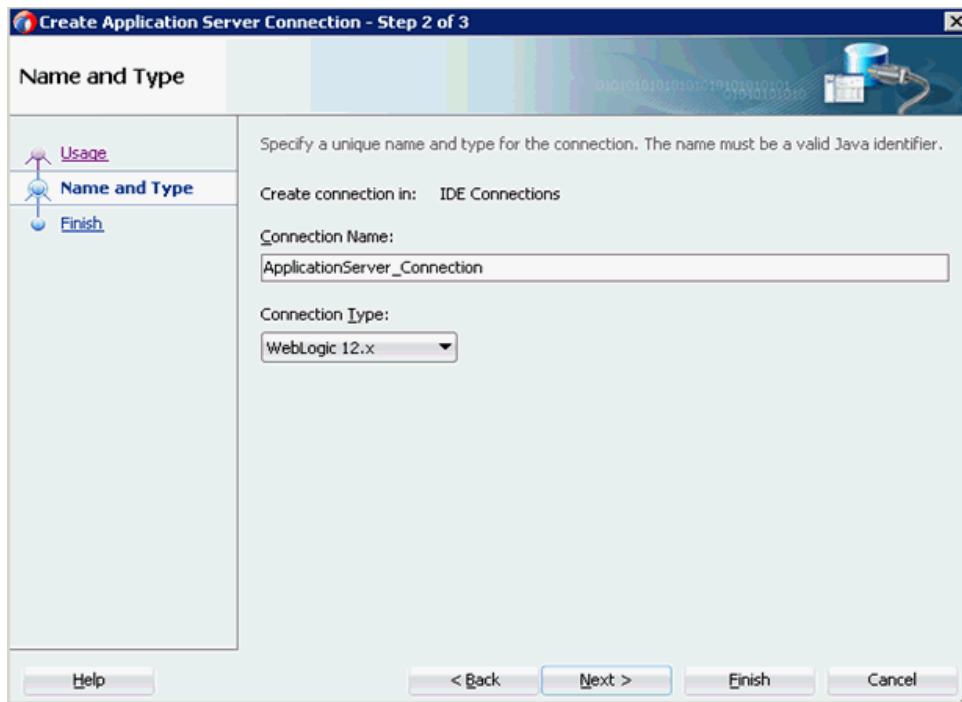 Create Application Server Connection - Step 2 of 3
Name and Type
Usage
Name and Type
Finish
Specify a unique name and type for the connection. The name must be a valid Java identifier.
Create connection in: IDE Connections
Connection Name:
ApplicationServer_Connection
Connection Type:
WebLogic 12.x
Help
< Back
Next >
Finish
Cancel